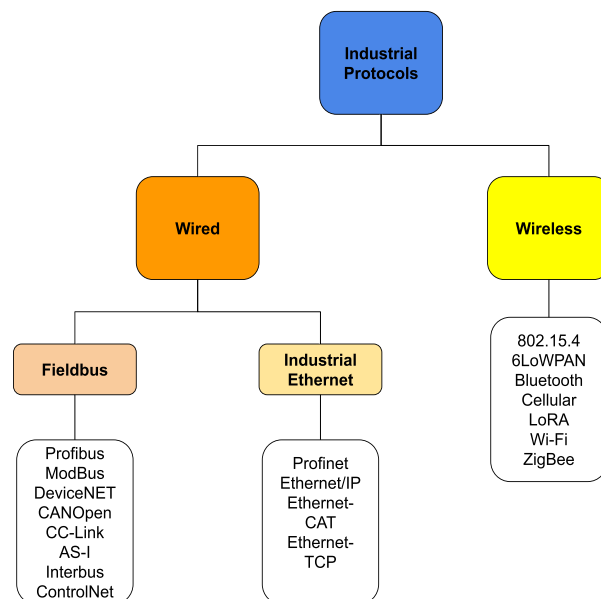 Industrial
Protocols
Wired
Wireless
Fieldbus
Industrial
Ethernet
802.15.4
6LoWPAN
Bluetooth
Cellular
LoRA
Wi-Fi
ZigBee
Profibus
ModBus
DeviceNET
CANOpen
CC-Link
AS-I
Interbus
ControlNet
Profinet
Ethernet/IP
Ethernet-
CAT
Ethernet-
TCP